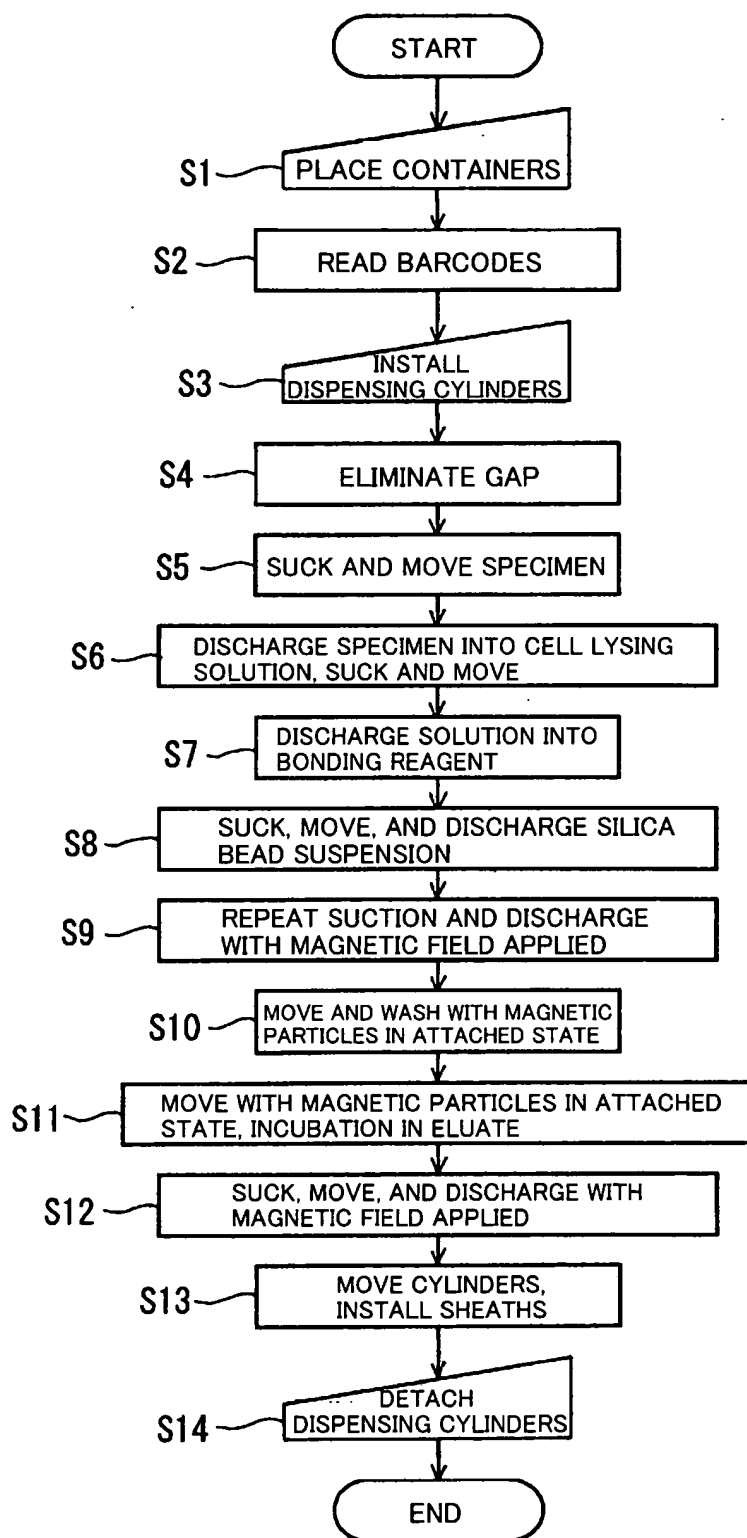 START
S1
PLACE CONTAINERS
S2
READ BARCODES
S3
INSTALL
DISPENSING CYLINDERS
S4
ELIMINATE GAP
S5
SUCK AND MOVE SPECIMEN
S6
DISCHARGE SPECIMEN INTO CELL LYSING
SOLUTION, SUCK AND MOVE
S7
DISCHARGE SOLUTION INTO
BONDING REAGENT
S8
SUCK, MOVE, AND DISCHARGE SILICA
BEAD SUSPENSION
S9
REPEAT SUCTION AND DISCHARGE
WITH MAGNETIC FIELD APPLIED
S10
MOVE AND WASH WITH MAGNETIC
PARTICLES IN ATTACHED STATE
S11
MOVE WITH MAGNETIC PARTICLES IN ATTACHED
STATE, INCUBATION IN ELUATE
S12
SUCK, MOVE, AND DISCHARGE WITH
MAGNETIC FIELD APPLIED
S13
MOVE CYLINDERS,
INSTALL SHEATHS
S14
DETACH
DISPENSING CYLINDERS
END